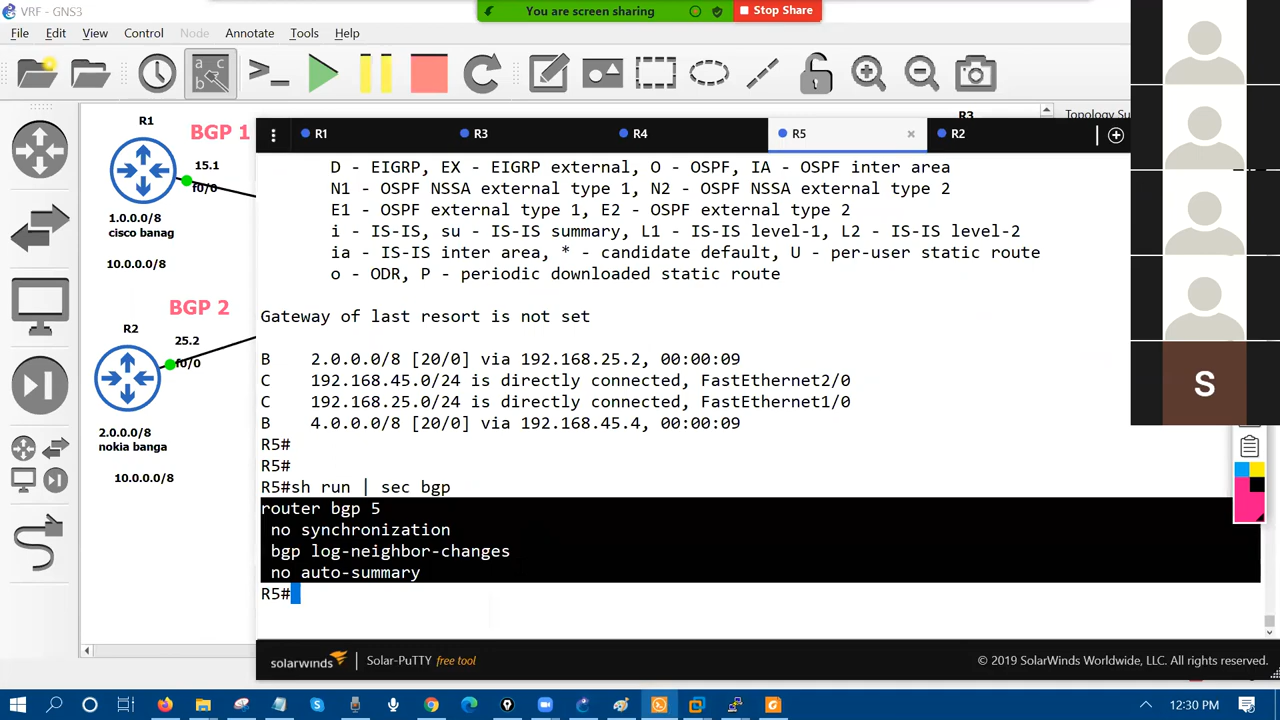 VRF - GNS3
You are screen sharing
Stop Share
File Edit View Control Node Annotate Tools Help
R1
BGP 1
15.1
f0/0
1.0.0.0/8
cisco banag
10.0.0.0/8
BGP 2
R2
25.2
f0/0
2.0.0.0/8
nokia banga
10.0.0.0/8
R3
Topology Su
R1 R3 R4 R5 × R2
D - EIGRP, EX - EIGRP external, O - OSPF, IA - OSPF inter area
N1 - OSPF NSSA external type 1, N2 - OSPF NSSA external type 2
E1 - OSPF external type 1, E2 - OSPF external type 2
i - IS-IS, su - IS-IS summary, L1 - IS-IS level-1, L2 - IS-IS level-2
ia - IS-IS inter area, * - candidate default, U - per-user static route
o - ODR, P - periodic downloaded static route
Gateway of last resort is not set
B 2.0.0.0/8 [20/0] via 192.168.25.2, 00:00:09
C 192.168.45.0/24 is directly connected, FastEthernet2/0
C 192.168.25.0/24 is directly connected, FastEthernet1/0
B 4.0.0.0/8 [20/0] via 192.168.45.4, 00:00:09
R5#
R5#
R5#sh run | sec bgp
router bgp 5
no synchronization
bgp log-neighbor-changes
no auto-summary
R5#
solarwinds Solar-PuTTY free tool
© 2019 SolarWinds Worldwide, LLC. All rights reserved.
S
12:30 PM